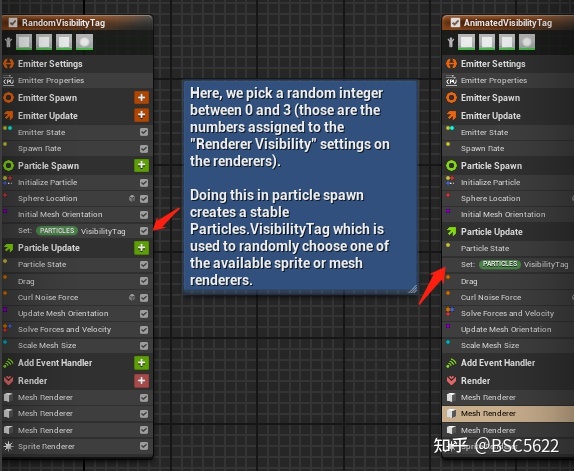 RandomVisibilityTag
Emitter Settings
CPU Emitter Properties
Emitter Spawn
Emitter Update
Emitter State
Spawn Rate
Particle Spawn
Initialize Particle
Sphere Location
Initial Mesh Orientation
Set: PARTICLES VisibilityTag
Particle Update
Particle State
Drag
Curl Noise Force
Update Mesh Orientation
Solve Forces and Velocity
Scale Mesh Size
Add Event Handler
Render
Mesh Renderer
Mesh Renderer
Mesh Renderer
Sprite Renderer
Here, we pick a random integer
between 0 and 3 (those are the
numbers assigned to the
"Renderer Visibility" settings on
the renderers).
Doing this in particle spawn
creates a stable
Particles.VisibilityTag which is
used to randomly choose one of
the available sprite or mesh
renderers.
AnimatedVisibilityTag
Emitter Settings
CPU Emitter Properties
Emitter Spawn
Emitter Update
Emitter State
Spawn Rate
Particle Spawn
Initialize Particle
Sphere Location
Initial Mesh Orientation
Particle Update
Particle State
Set: PARTICLES VisibilityTag
Drag
Curl Noise Force
Solve Forces and Velocity
Update Mesh Orientation
Scale Mesh Size
Add Event Handler
Render
Mesh Renderer
Mesh Renderer
Mesh Renderer
知乎 @BSC5622